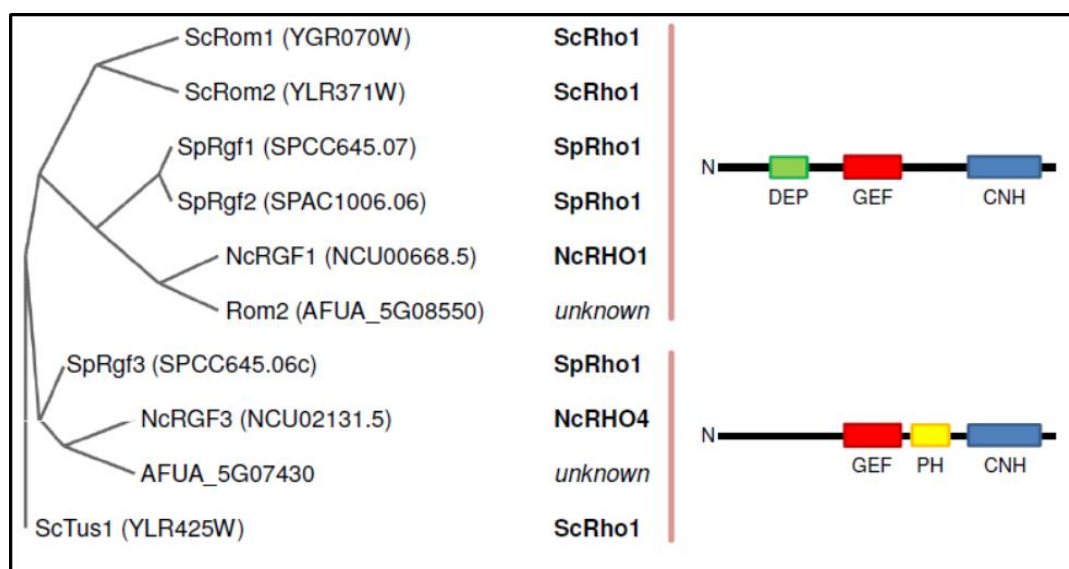 ScRom1 (YGR070W) ScRho1
ScRom2 (YLR371W) ScRho1
SpRgf1 (SPCC645.07) SpRho1
SpRgf2 (SPAC1006.06) SpRho1
NcRGF1 (NCU00668.5) NcRHO1
Rom2 (AFUA_5G08550) unknown
N
DEP GEF CNH
SpRgf3 (SPCC645.06c) SpRho1
NcRGF3 (NCU02131.5) NcRHO4
AFUA_5G07430 unknown
ScTus1 (YLR425W) ScRho1
N
GEF PH CNH